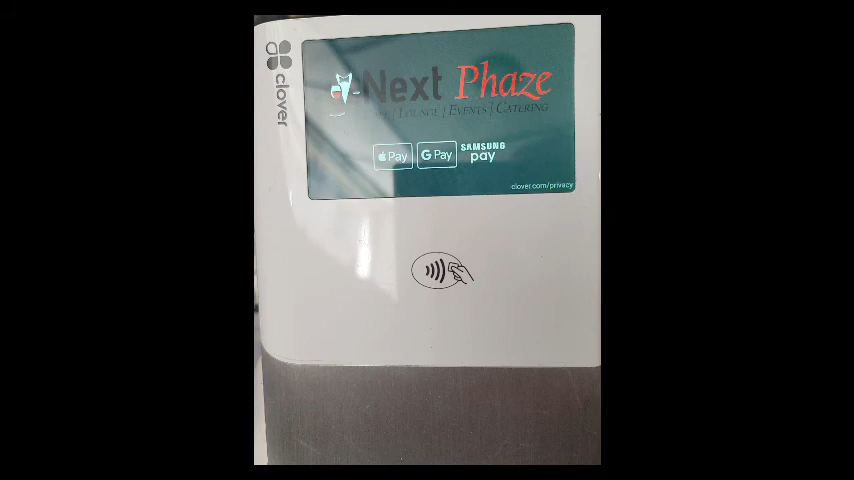 clover
Next Phaze
| LOUNGE | EVENTS | CATERING
Pay G Pay SAMSUNG pay
clover.com/privacy